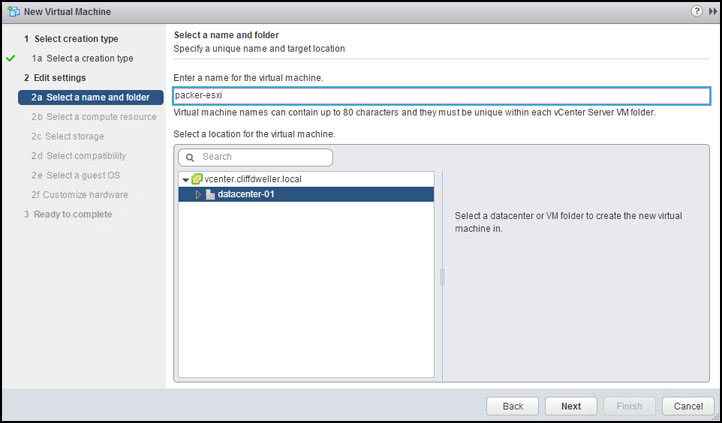 New Virtual Machine
1 Select creation type
1a Select a creation type
2 Edit settings
2a Select a name and folder
2b Select a compute resource
2c Select storage
2d Select compatibility
2e Select a guest OS
2f Customize hardware
3 Ready to complete
Select a name and folder
Specify a unique name and target location
Enter a name for the virtual machine.
packer-esxi
Virtual machine names can contain up to 80 characters and they must be unique within each vCenter Server VM folder.
Select a location for the virtual machine.
Search
vcenter.cliffdweller.local
datacenter-01
Select a datacenter or VM folder to create the new virtual
machine in.
Back
Next
Finish
Cancel